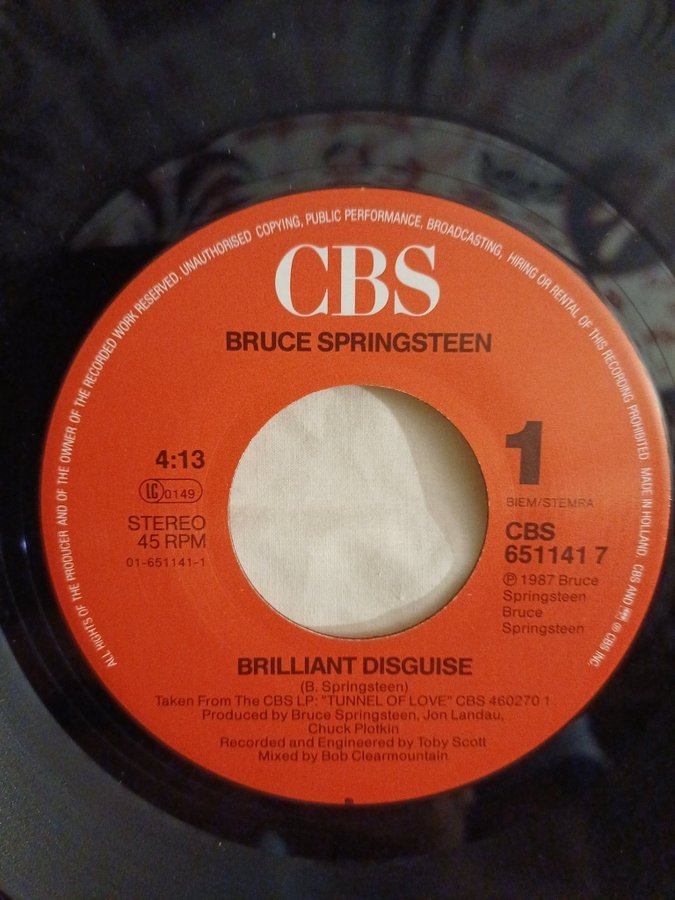 ALL RIGHTS OF THE PRODUCER AND OF THE OWNER OF THE RECORDED WORK RESERVED. UNAUTHORISED COPYING, PUBLIC PERFORMANCE, BROADCASTING, HIRING OR RENTAL OF THIS RECORDING PROHIBITED MADE IN HOLLAND. CBS AND ® CBS INC.
CBS
BRUCE SPRINGSTEEN
4:13
LC 0149
STEREO
45 RPM
01-651141-1
1
BIEM/STEMRA
CBS
651141 7
℗ 1987 Bruce
Springsteen
Bruce
Springsteen
BRILLIANT DISGUISE
(B. Springsteen)
Taken From The CBS LP: "TUNNEL OF LOVE" CBS 460270 1
Produced by Bruce Springsteen, Jon Landau,
Chuck Plotkin
Recorded and Engineered by Toby Scott
Mixed by Bob Clearmountain